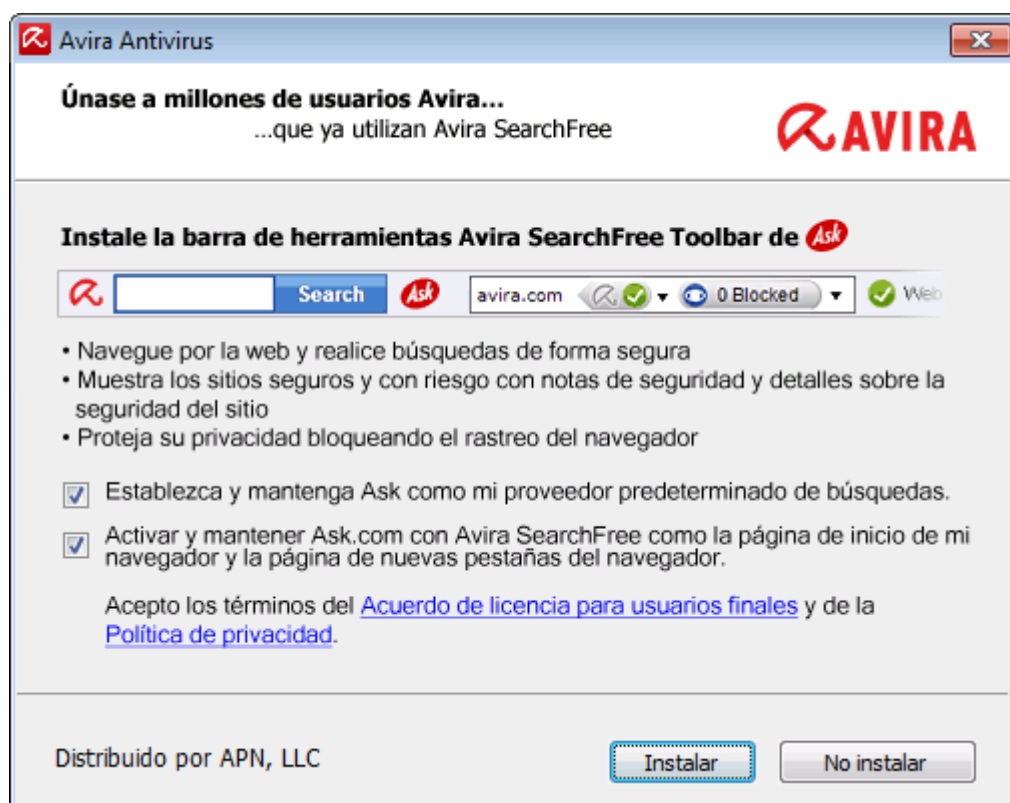 Avira Antivirus
Únase a millones de usuarios Avira...
...que ya utilizan Avira SearchFree
AVIRA
Instale la barra de herramientas Avira SearchFree Toolbar de Ask
Search Ask avira.com 0 Blocked Web
• Navegue por la web y realice búsquedas de forma segura
• Muestra los sitios seguros y con riesgo con notas de seguridad y detalles sobre la
seguridad del sitio
• Proteja su privacidad bloqueando el rastreo del navegador
Establezca y mantenga Ask como mi proveedor predeterminado de búsquedas.
Activar y mantener Ask.com con Avira SearchFree como la página de inicio de mi
navegador y la página de nuevas pestañas del navegador.
Acepto los términos del Acuerdo de licencia para usuarios finales y de la
Política de privacidad.
Distribuido por APN, LLC
Instalar
No instalar